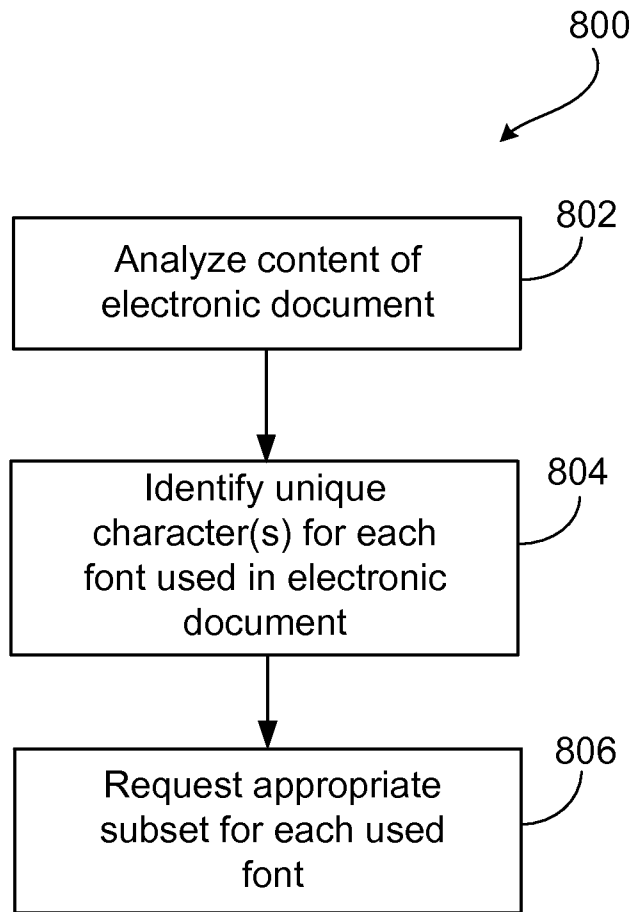 800
802
Analyze content of
electronic document
804
Identify unique
character(s) for each
font used in electronic
document
806
Request appropriate
subset for each used
font